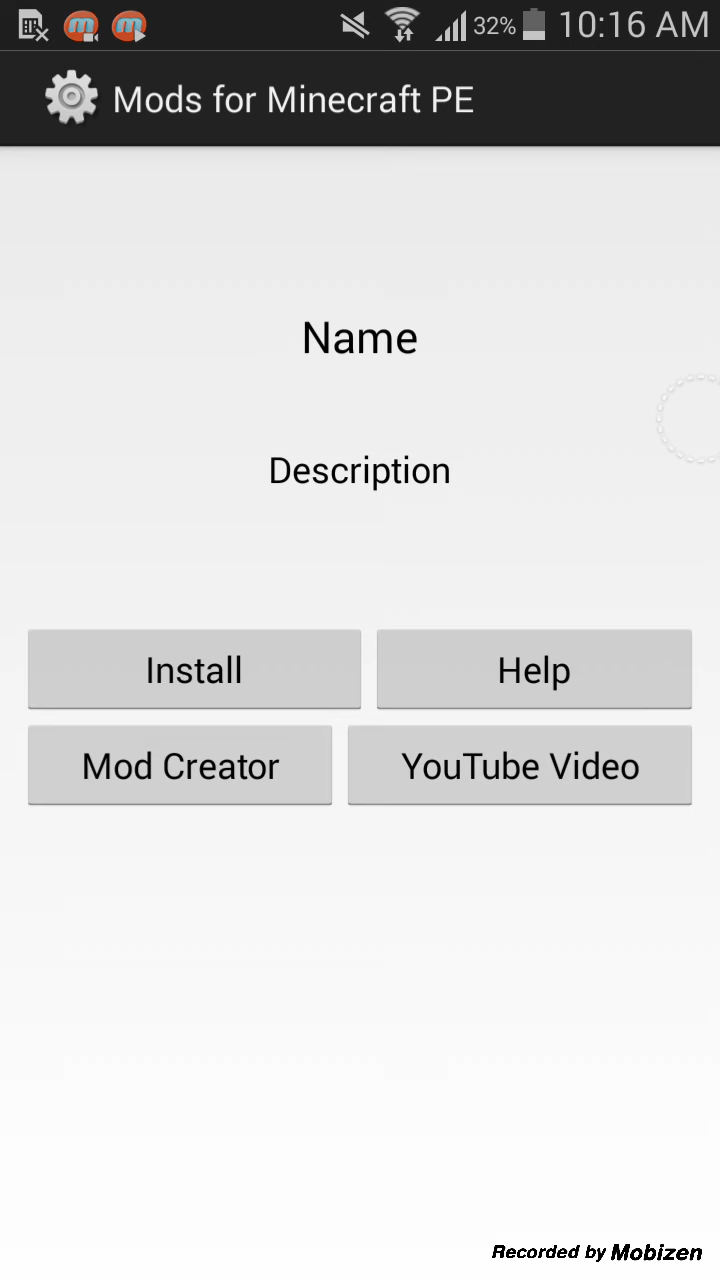 32% 10:16 AM
Mods for Minecraft PE
Name
Description
Install Help
Mod Creator YouTube Video
Recorded by Mobizen